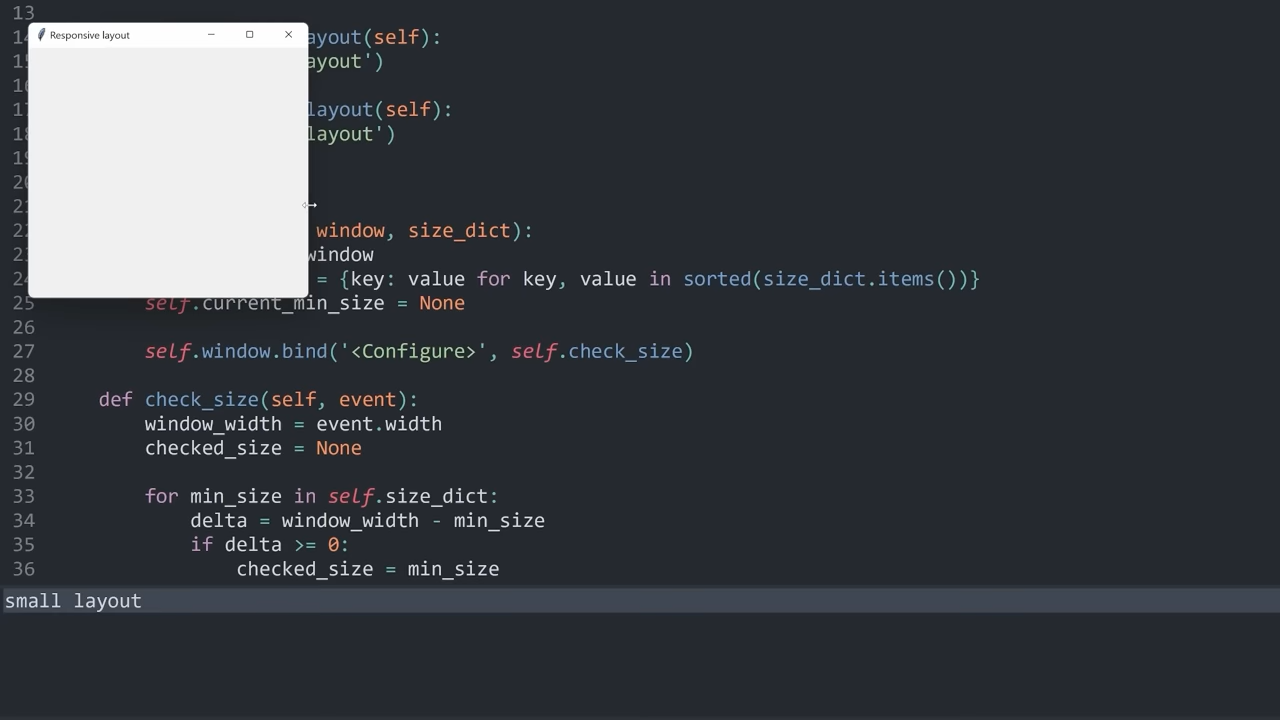 13
Responsive layout
14 ayout(self):
15 ayout')
16
17 layout(self):
18 layout')
19
20
21
22 window, size_dict):
23 window
24 = {key: value for key, value in sorted(size_dict.items())}
25 self.current_min_size = None
26
27 self.window.bind('<Configure>', self.check_size)
28
29 def check_size(self, event):
30 window_width = event.width
31 checked_size = None
32
33 for min_size in self.size_dict:
34 delta = window_width - min_size
35 if delta >= 0:
36 checked_size = min_size
small layout